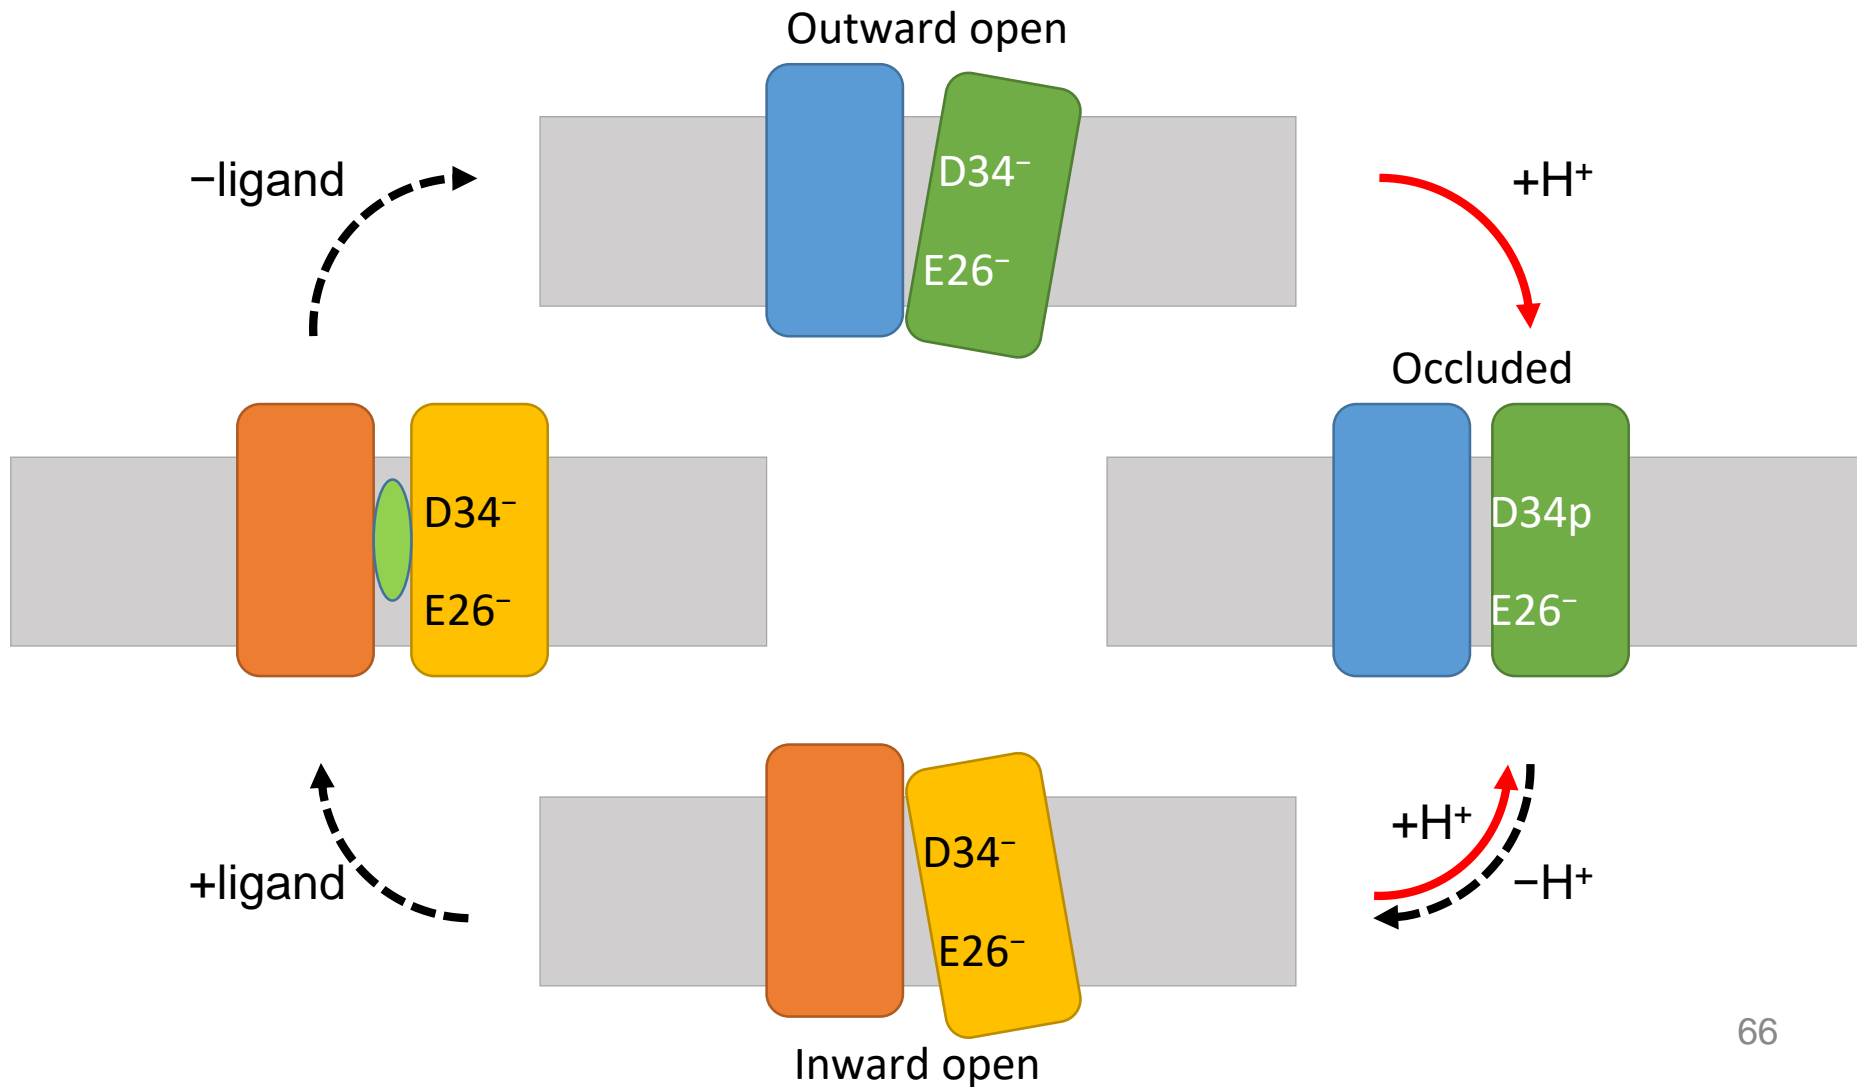 Outward open
−ligand
D34⁻
+H⁺
E26⁻
Occluded
D34⁻
D34p
E26⁻
E26⁻
+H⁺
D34⁻
+ligand
−H⁺
E26⁻
66
Inward open